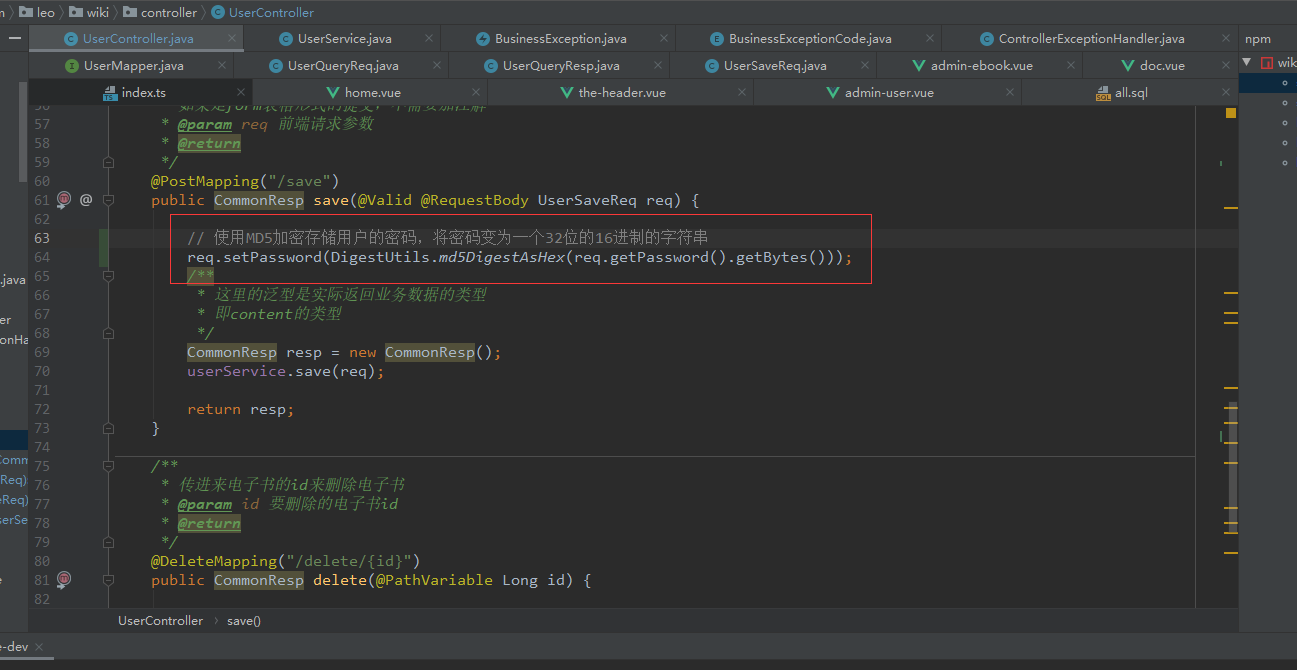 leo wiki controller UserController
UserController.java UserService.java BusinessException.java BusinessExceptionCode.java ControllerExceptionHandler.java npm
UserMapper.java UserQueryReq.java UserQueryResp.java UserSaveReq.java admin-ebook.vue doc.vue wik
index.ts home.vue the-header.vue admin-user.vue all.sql
57 * @param req 前端请求参数
58 * @return
59 */
60 @PostMapping("/save")
61 public CommonResp save(@Valid @RequestBody UserSaveReq req) {
62
63 // 使用MD5加密存储用户的密码，将密码变为一个32位的16进制的字符串
64 req.setPassword(DigestUtils.md5DigestAsHex(req.getPassword().getBytes()));
65 /**
66 * 这里的泛型是实际返回业务数据的类型
67 * 即content的类型
68 */
69 CommonResp resp = new CommonResp();
70 userService.save(req);
71
72 return resp;
73 }
74
75 /**
76 * 传进来电子书的id来删除电子书
77 * @param id 要删除的电子书id
78 * @return
79 */
80 @DeleteMapping("/delete/{id}")
81 public CommonResp delete(@PathVariable Long id) {
82
UserController › save()
e-dev